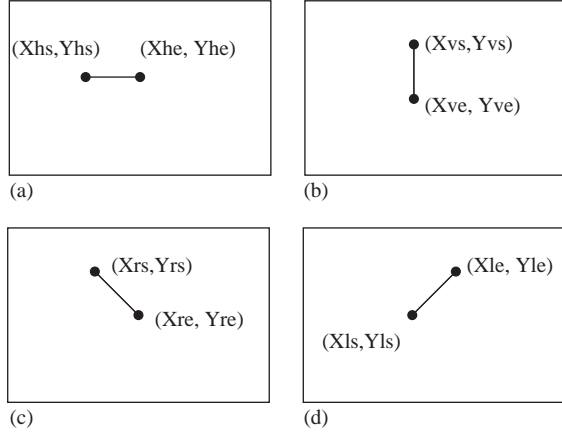 (Xhs,Yhs) (Xhe, Yhe)
(a)
(Xvs,Yvs)
(Xve, Yve)
(b)
(Xrs,Yrs)
(Xre, Yre)
(c)
(Xle, Yle)
(Xls,Yls)
(d)